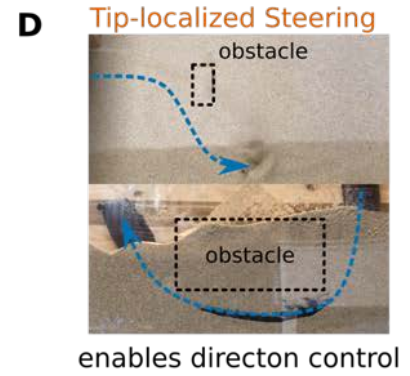 D
Tip-localized Steering
obstacle
obstacle
enables directon control